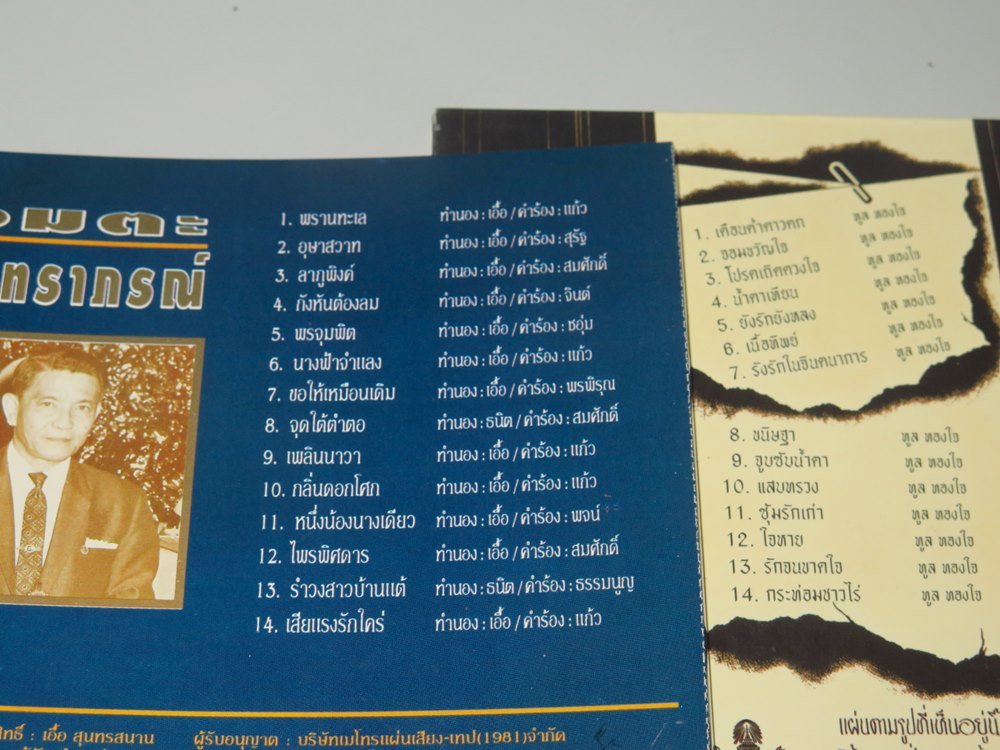 อมตะ
ทราภรณ์
1. พรานทะเล ทำนอง : เอื้อ / คำร้อง : แก้ว
2. อุษาสวาท ทำนอง : เอื้อ / คำร้อง : สุรัฐ
3. ลาภูพิงค์ ทำนอง : เอื้อ / คำร้อง : สมศักดิ์
4. กังหันต้องลม ทำนอง : เอื้อ / คำร้อง : จินต์
5. พรจุมพิต ทำนอง : เอื้อ / คำร้อง : ชอุ่ม
6. นางฟ้าจำแลง ทำนอง : เอื้อ / คำร้อง : แก้ว
7. ขอให้เหมือนเดิม ทำนอง : เอื้อ / คำร้อง : พรพิรุณ
8. จุดใต้ตำตอ ทำนอง : ธนิต / คำร้อง : สมศักดิ์
9. เพลินนาวา ทำนอง : เอื้อ / คำร้อง : แก้ว
10. กลิ่นดอกโศก ทำนอง : เอื้อ / คำร้อง : แก้ว
11. หนึ่งน้องนางเดียว ทำนอง : เอื้อ / คำร้อง : พจน์
12. ไพรพิศดาร ทำนอง : เอื้อ / คำร้อง : สมศักดิ์
13. รำวงสาวบ้านแต้ ทำนอง : ธนิต / คำร้อง : ธรรมนูญ
14. เสียแรงรักใคร่ ทำนอง : เอื้อ / คำร้อง : แก้ว
สิทธิ์ : เอื้อ สุนทรสนาน ผู้รับอนุญาต : บริษัทเมโทรแผ่นเสียง-เทป(1981)จำกัด
1. เดือนค้าดาวตก ทูล ทองใจ
2. จอมขวัญใจ ทูล ทองใจ
3. โปรดเถิดดวงใจ ทูล ทองใจ
4. น้ำตาเทียน ทูล ทองใจ
5. ยังรักยังหลง ทูล ทองใจ
6. เนื้อทิพย์ ทูล ทองใจ
7. รังรักในจินตนาการ ทูล ทองใจ
8. ขนิษฐา ทูล ทองใจ
9. จูบซับน้ำตา ทูล ทองใจ
10. แสบทรวง ทูล ทองใจ
11. ซุ้มรักเก่า ทูล ทองใจ
12. ใจหาย ทูล ทองใจ
13. รักจนขาดใจ ทูล ทองใจ
14. กระท่อมชาวไร่ ทูล ทองใจ
แผ่นตามรูปที่เห็นอยู่นี้